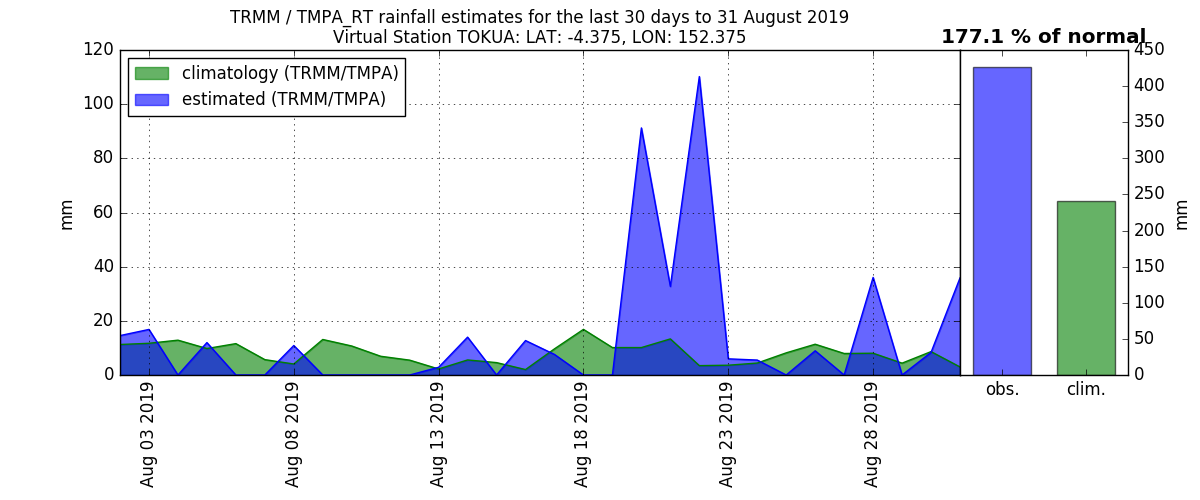 TRMM / TMPA_RT rainfall estimates for the last 30 days to 31 August 2019
Virtual Station TOKUA: LAT: -4.375, LON: 152.375
177.1 % of normal
climatology (TRMM/TMPA)
estimated (TRMM/TMPA)
mm
120
100
80
60
40
20
0
Aug 03 2019
Aug 08 2019
Aug 13 2019
Aug 18 2019
Aug 23 2019
Aug 28 2019
obs.
clim.
450
400
350
300
250
200
150
100
50
0
mm